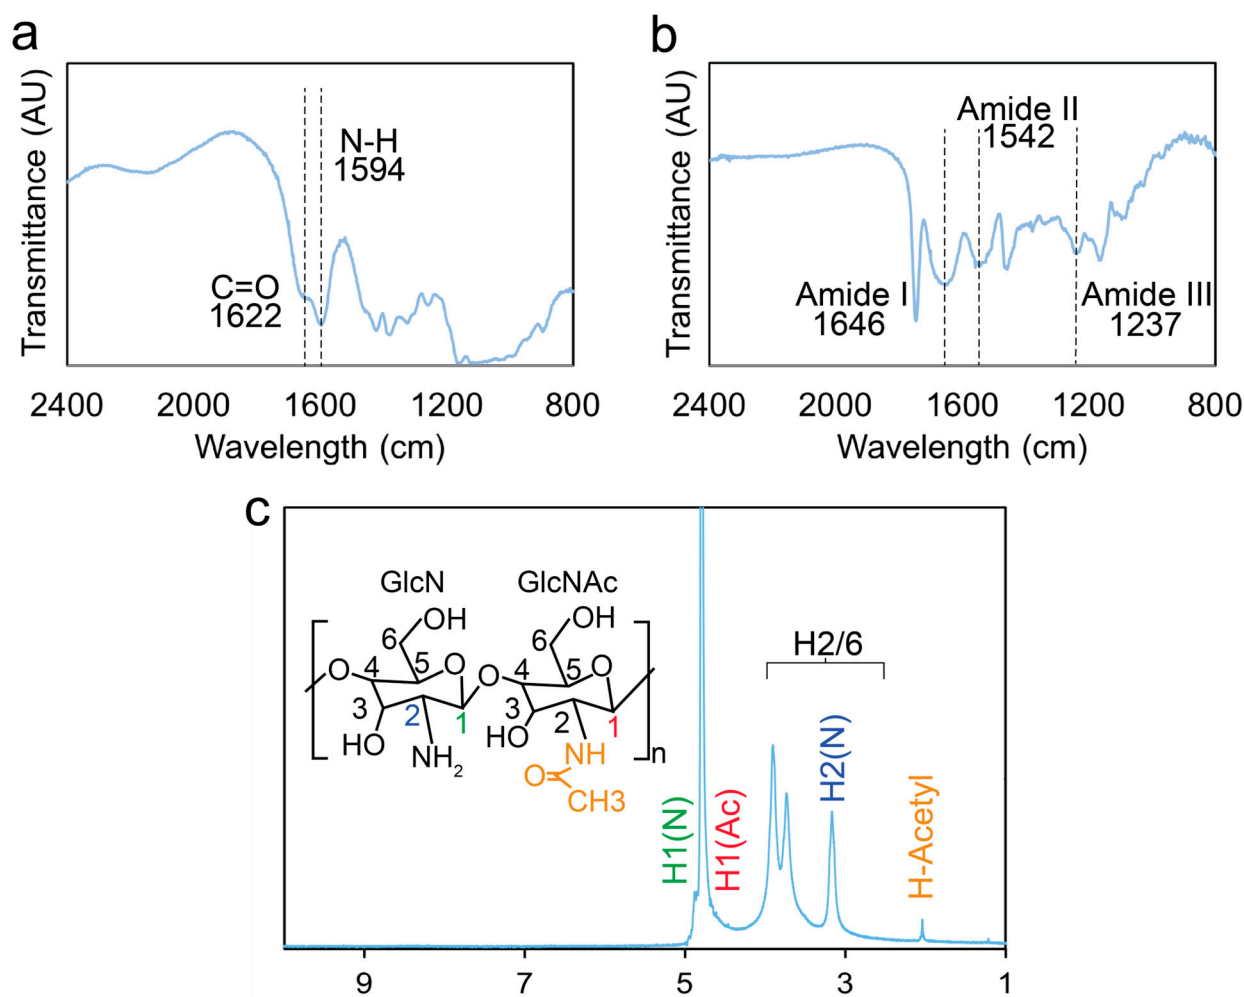 a
Transmittance (AU)
N-H
1594
C=O
1622
2400 2000 1600 1200 800
Wavelength (cm)
b
Transmittance (AU)
Amide II
1542
Amide I
1646
Amide III
1237
2400 2000 1600 1200 800
Wavelength (cm)
c
GlcN
GlcNAc
OH
6
O
4
5
O
3
2
1
HO
NH2
O
OH
6
4
5
O
3
2
1
HO
NH
O
CH3
n
H1(N)
H1(Ac)
H2/6
H2(N)
H-Acetyl
9 7 5 3 1